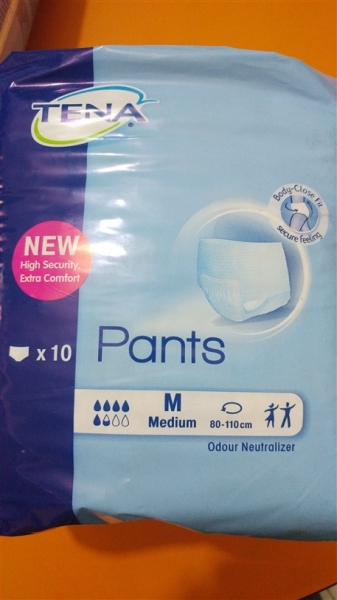 TENA
Body-Close Fit
secure feeling
NEW
High Security,
Extra Comfort
x 10
Pants
M
Medium
80-110cm
Odour Neutralizer